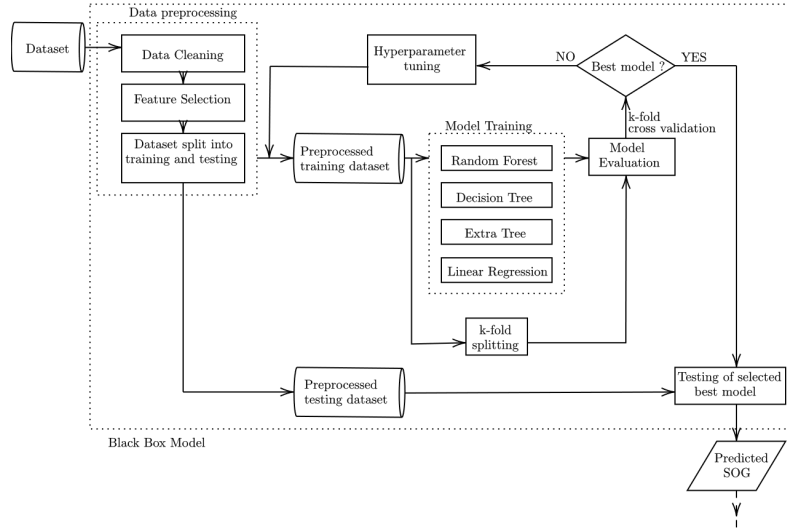 Data preprocessing
Dataset
Data Cleaning
Feature Selection
Dataset split into
training and testing
Hyperparameter
tuning
NO
Best model ?
YES
k-fold
cross validation
Model
Evaluation
Preprocessed
training dataset
Model Training
Random Forest
Decision Tree
Extra Tree
Linear Regression
k-fold
splitting
Preprocessed
testing dataset
Testing of selected
best model
Black Box Model
Predicted
SOG